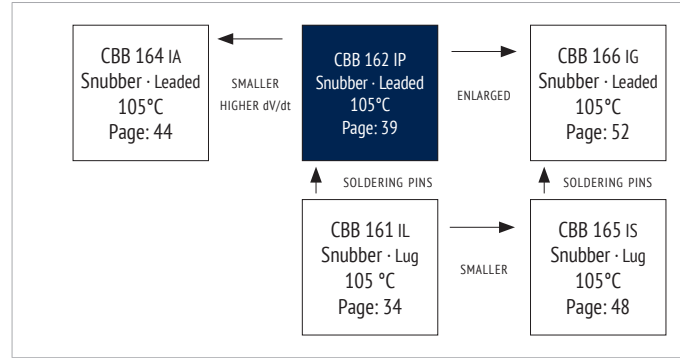 CBB 164 IA
Snubber · Leaded
105°C
Page: 44
SMALLER
HIGHER dV/dt
CBB 162 IP
Snubber · Leaded
105°C
Page: 39
ENLARGED
CBB 166 IG
Snubber · Leaded
105°C
Page: 52
SOLDERING PINS
SOLDERING PINS
CBB 161 IL
Snubber · Lug
105 °C
Page: 34
SMALLER
CBB 165 IS
Snubber · Lug
105°C
Page: 48